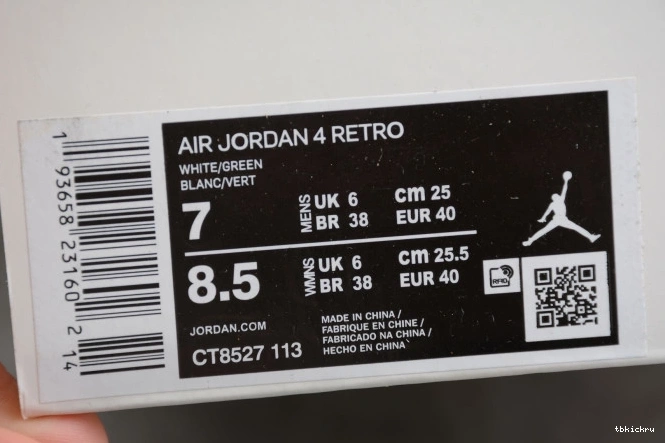 1 93658 23160 2 14
AIR JORDAN 4 RETRO
WHITE/GREEN
BLANC/VERT
7
MENS
UK 6
cm 25
BR 38
EUR 40
8.5
WMNS
UK 6
cm 25.5
BR 38
EUR 40
RFID
JORDAN.COM
CT8527 113
MADE IN CHINA /
FABRIQUE EN CHINE /
FABRICADO NA CHINA /
HECHO EN CHINA
tbkickru